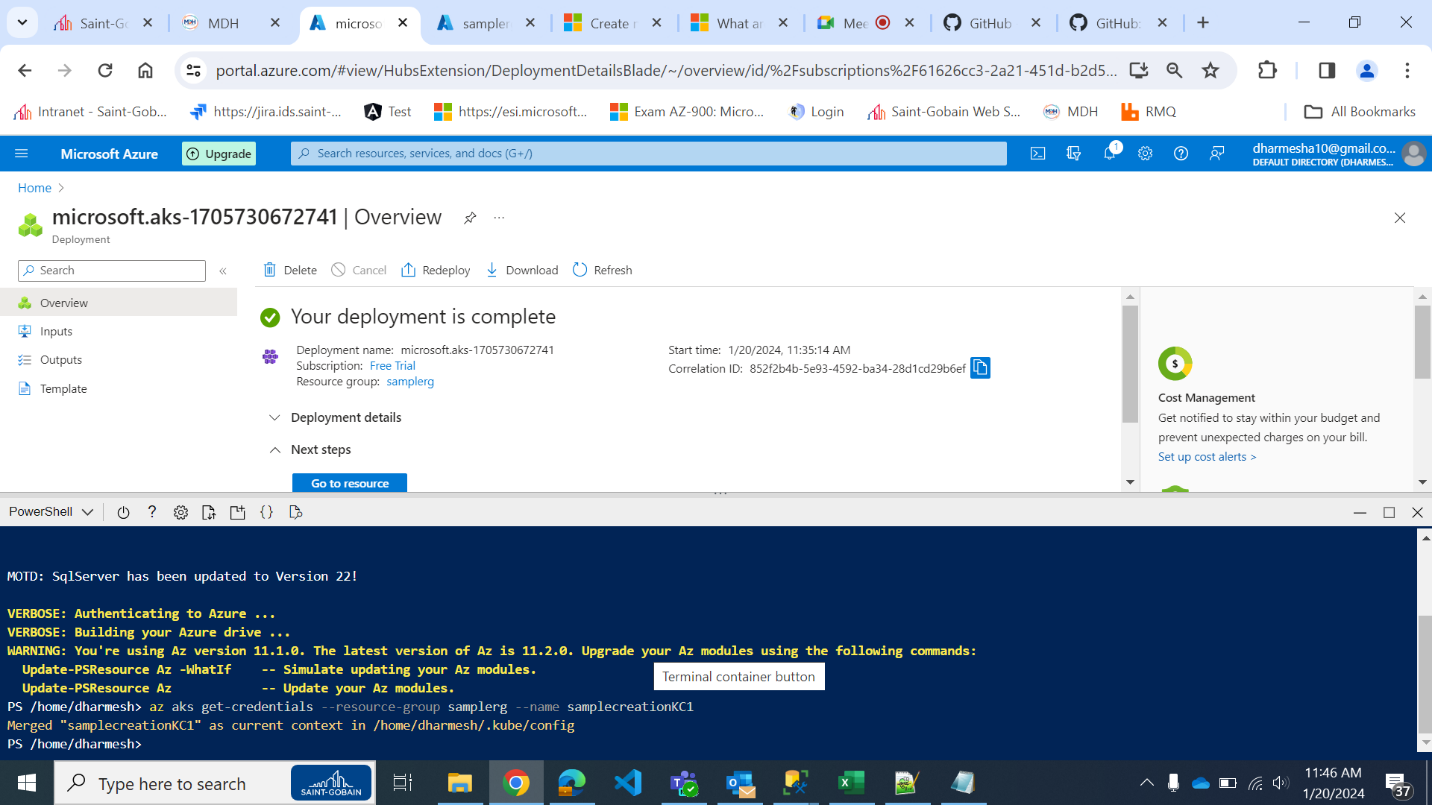 Saint-Go
MDH
microso
sampler
Create r
What ar
Mee
GitHub
GitHub:
portal.azure.com/#view/HubsExtension/DeploymentDetailsBlade/~/overview/id/%2Fsubscriptions%2F61626cc3-2a21-451d-b2d5...
Intranet - Saint-Gob...
https://jira.ids.saint-...
Test
https://esi.microsoft...
Exam AZ-900: Micro...
Login
Saint-Gobain Web S...
MDH
RMQ
All Bookmarks
Microsoft Azure
Upgrade
Search resources, services, and docs (G+/)
1
dharmesha10@gmail.co...
DEFAULT DIRECTORY (DHARMES...
Home
microsoft.aks-1705730672741 | Overview
Deployment
Search
Delete
Cancel
Redeploy
Download
Refresh
Overview
Inputs
Outputs
Template
Your deployment is complete
Deployment name: microsoft.aks-1705730672741
Subscription: Free Trial
Resource group: samplerg
Start time: 1/20/2024, 11:35:14 AM
Correlation ID: 852f2b4b-5e93-4592-ba34-28d1cd29b6ef
Deployment details
Next steps
Go to resource
$
Cost Management
Get notified to stay within your budget and
prevent unexpected charges on your bill.
Set up cost alerts >
PowerShell
MOTD: SqlServer has been updated to Version 22!
VERBOSE: Authenticating to Azure ...
VERBOSE: Building your Azure drive ...
WARNING: You're using Az version 11.1.0. The latest version of Az is 11.2.0. Upgrade your Az modules using the following commands:
Update-PSResource Az -WhatIf -- Simulate updating your Az modules.
Update-PSResource Az -- Update your Az modules.
Terminal container button
PS /home/dharmesh> az aks get-credentials --resource-group samplerg --name samplecreationKC1
Merged "samplecreationKC1" as current context in /home/dharmesh/.kube/config
PS /home/dharmesh>
Type here to search
SAINT-GOBAIN
11:46 AM
1/20/2024
37